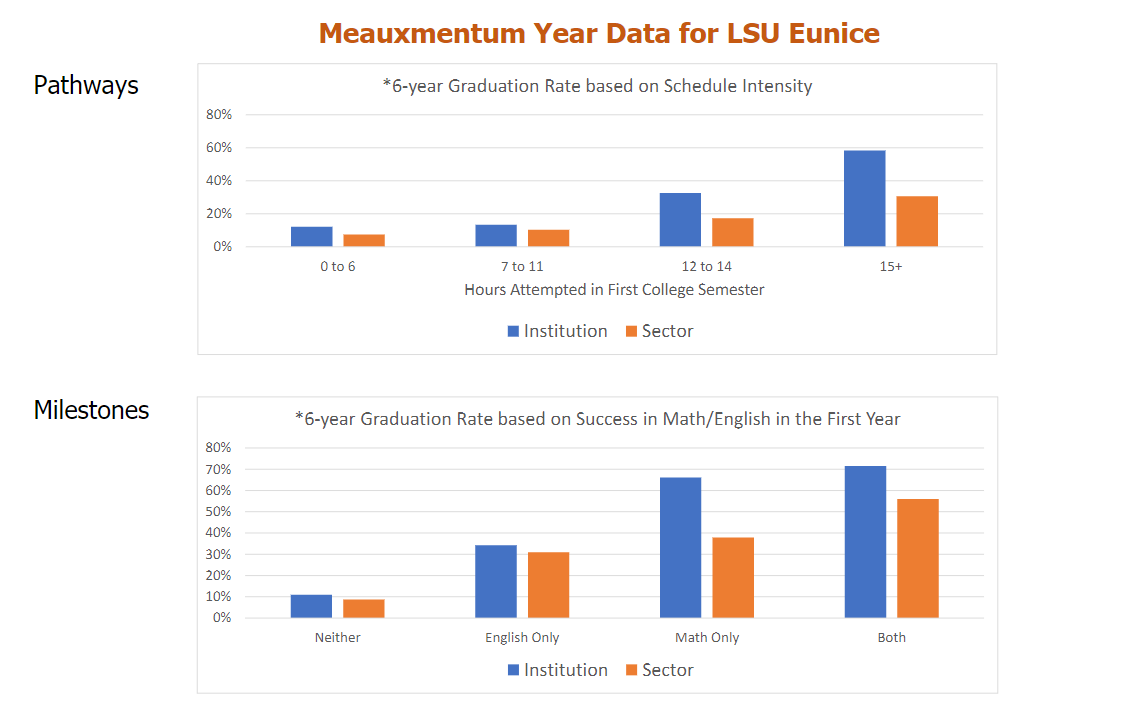 Meauxmentum Year Data for LSU Eunice
Pathways
*6-year Graduation Rate based on Schedule Intensity
80%
60%
40%
20%
0%
0 to 6 7 to 11 12 to 14 15+
Hours Attempted in First College Semester
Institution Sector
Milestones
*6-year Graduation Rate based on Success in Math/English in the First Year
80%
70%
60%
50%
40%
30%
20%
10%
0%
Neither English Only Math Only Both
Institution Sector